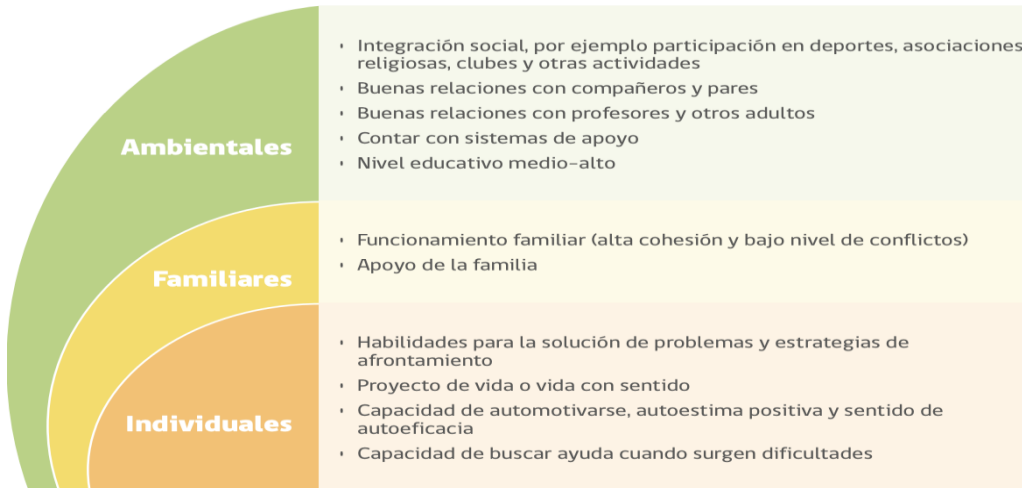 Ambientales
· Integración social, por ejemplo participación en deportes, asociaciones
religiosas, clubes y otras actividades
· Buenas relaciones con compañeros y pares
· Buenas relaciones con profesores y otros adultos
· Contar con sistemas de apoyo
· Nivel educativo medio-alto
Familiares
· Funcionamiento familiar (alta cohesión y bajo nivel de conflictos)
· Apoyo de la familia
Individuales
· Habilidades para la solución de problemas y estrategias de
afrontamiento
· Proyecto de vida o vida con sentido
· Capacidad de automotivarse, autoestima positiva y sentido de
autoeficacia
· Capacidad de buscar ayuda cuando surgen dificultades